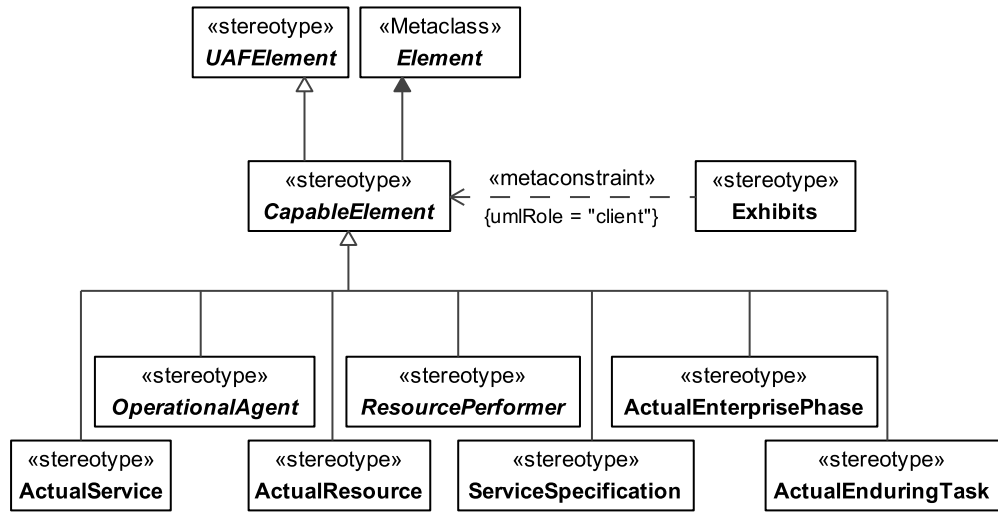 «stereotype»
UAFElement
«Metaclass»
Element
«stereotype»
CapableElement
«metaconstraint»
{umlRole = "client"}
«stereotype»
Exhibits
«stereotype»
OperationalAgent
«stereotype»
ResourcePerformer
«stereotype»
ActualEnterprisePhase
«stereotype»
ActualService
«stereotype»
ActualResource
«stereotype»
ServiceSpecification
«stereotype»
ActualEnduringTask